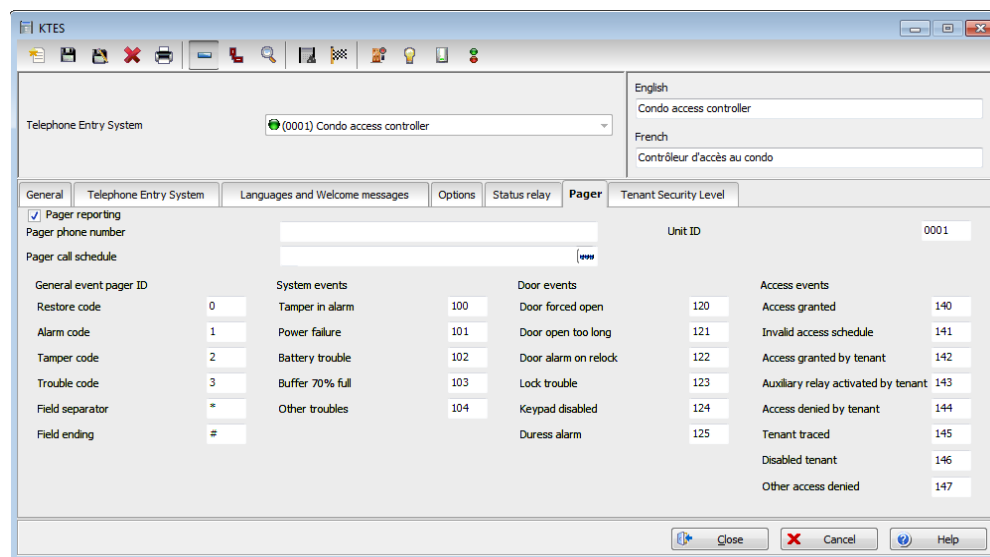 KTES
English
Condo access controller
Telephone Entry System
(0001) Condo access controller
French
Contrôleur d'accès au condo
General
Telephone Entry System
Languages and Welcome messages
Options
Status relay
Pager
Tenant Security Level
Pager reporting
Pager phone number
Unit ID
0001
Pager call schedule
General event pager ID
System events
Door events
Access events
Restore code 0 Tamper in alarm 100 Door forced open 120 Access granted 140
Alarm code 1 Power failure 101 Door open too long 121 Invalid access schedule 141
Tamper code 2 Battery trouble 102 Door alarm on relock 122 Access granted by tenant 142
Trouble code 3 Buffer 70% full 103 Lock trouble 123 Auxiliary relay activated by tenant 143
Field separator * Other troubles 104 Keypad disabled 124 Access denied by tenant 144
Field ending # Duress alarm 125 Tenant traced 145
Disabled tenant 146
Other access denied 147
Close
Cancel
Help